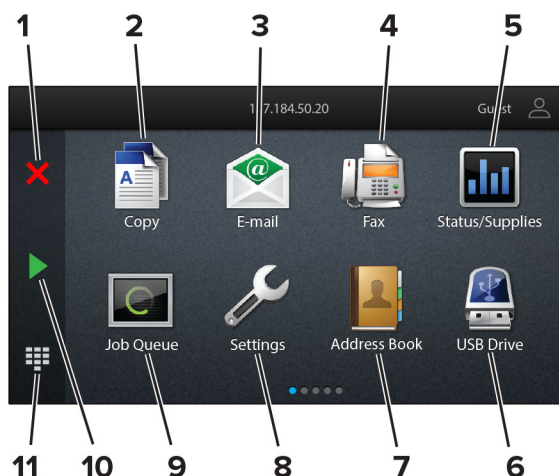 1 2 3 4 5
Guest
A
@
Copy E-mail Fax Status/Supplies
Job Queue Settings Address Book USB Drive
11 10 9 8 7 6